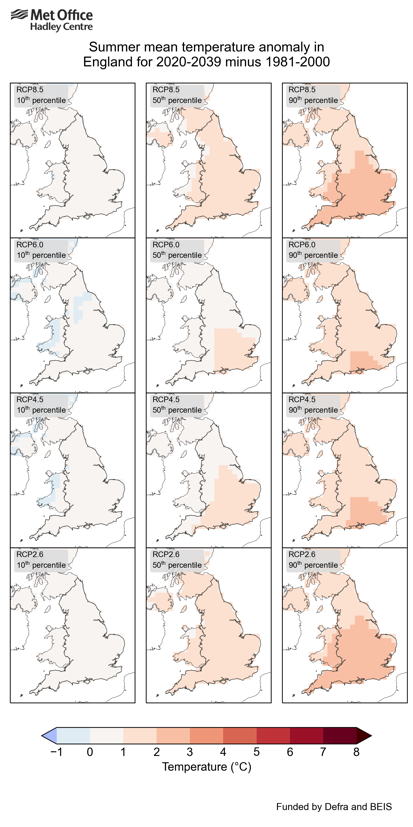 Met Office
Hadley Centre
Summer mean temperature anomaly in
England for 2020-2039 minus 1981-2000
RCP8.5
10th percentile
RCP8.5
50th percentile
RCP8.5
90th percentile
RCP6.0
10th percentile
RCP6.0
50th percentile
RCP6.0
90th percentile
RCP4.5
10th percentile
RCP4.5
50th percentile
RCP4.5
90th percentile
RCP2.6
10th percentile
RCP2.6
50th percentile
RCP2.6
90th percentile
−1 0 1 2 3 4 5 6 7 8
Temperature (°C)
Funded by Defra and BEIS